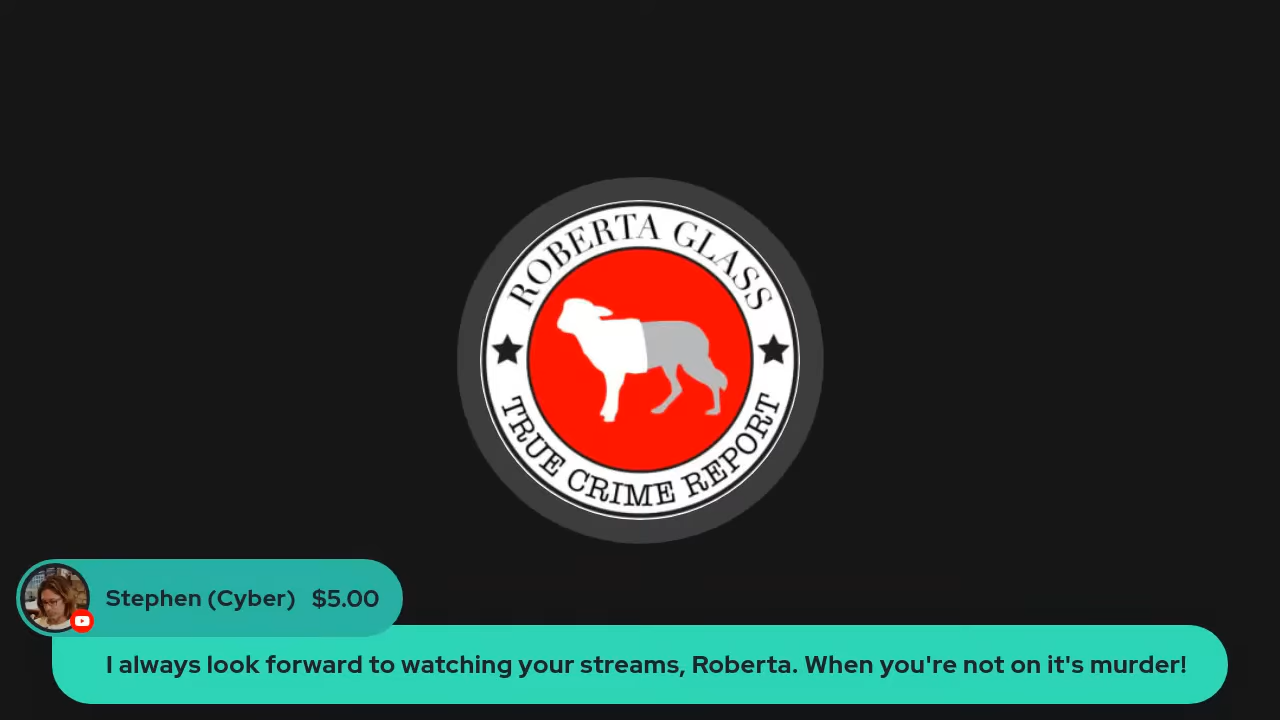 ROBERTA GLASS
TRUE CRIME REPORT
Stephen (Cyber) $5.00
I always look forward to watching your streams, Roberta. When you're not on it's murder!